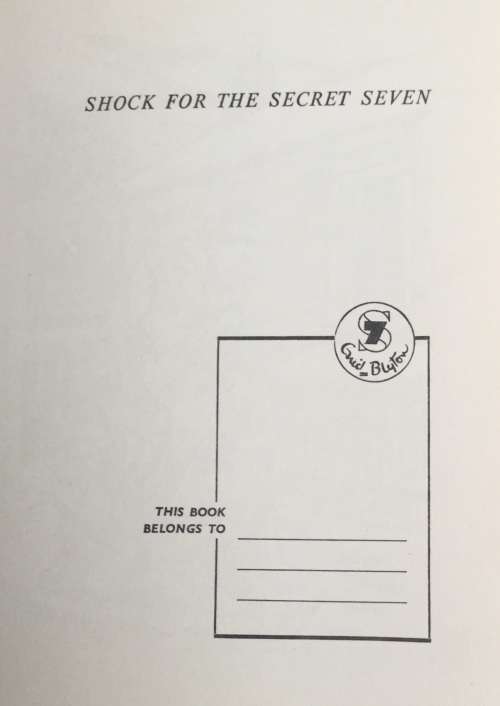 SHOCK FOR THE SECRET SEVEN
S
7
Enid Blyton
THIS BOOK
BELONGS TO